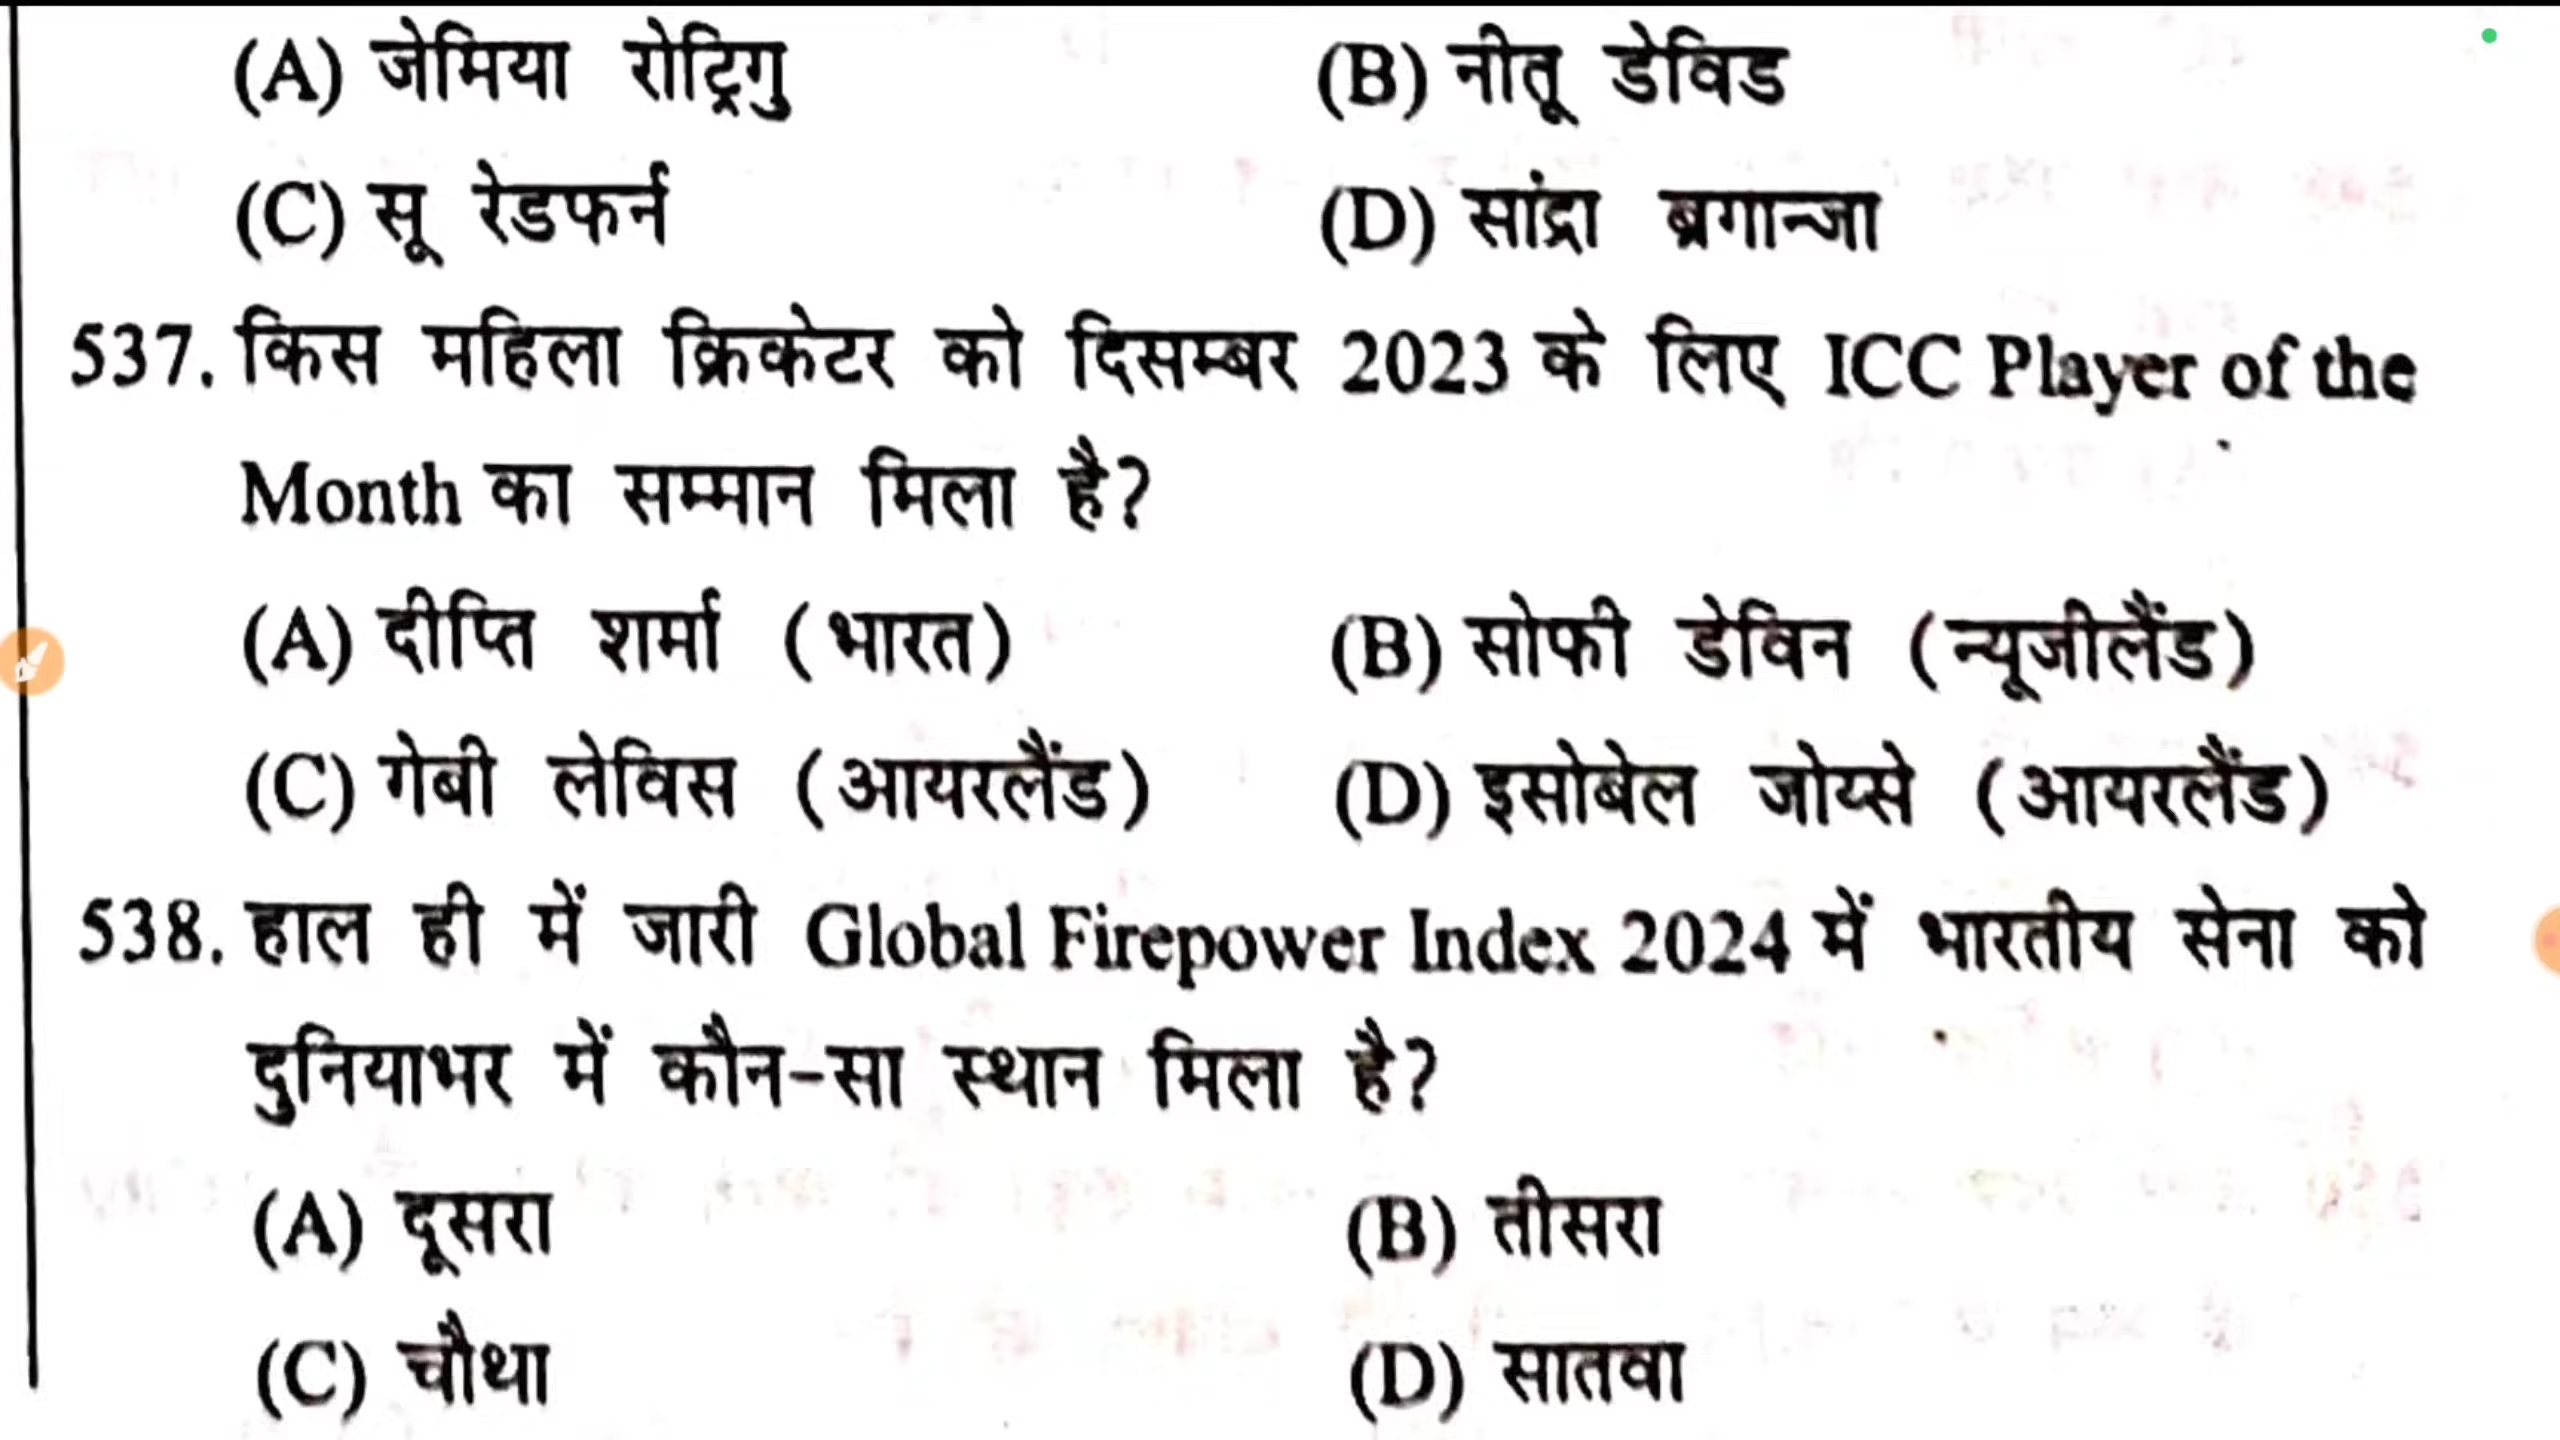 (A) जेमिया रोट्रिगु (B) नीतू डेविड
(C) सू रेडफर्न (D) सांद्रा ब्रगान्जा
537. किस महिला क्रिकेटर को दिसम्बर 2023 के लिए ICC Player of the
Month का सम्मान मिला है?
(A) दीप्ति शर्मा (भारत) (B) सोफी डेविन (न्यूजीलैंड)
(C) गेबी लेविस (आयरलैंड) (D) इसोबेल जोय्से (आयरलैंड)
538. हाल ही में जारी Global Firepower Index 2024 में भारतीय सेना को
दुनियाभर में कौन-सा स्थान मिला है?
(A) दूसरा (B) तीसरा
(C) चौथा (D) सातवा